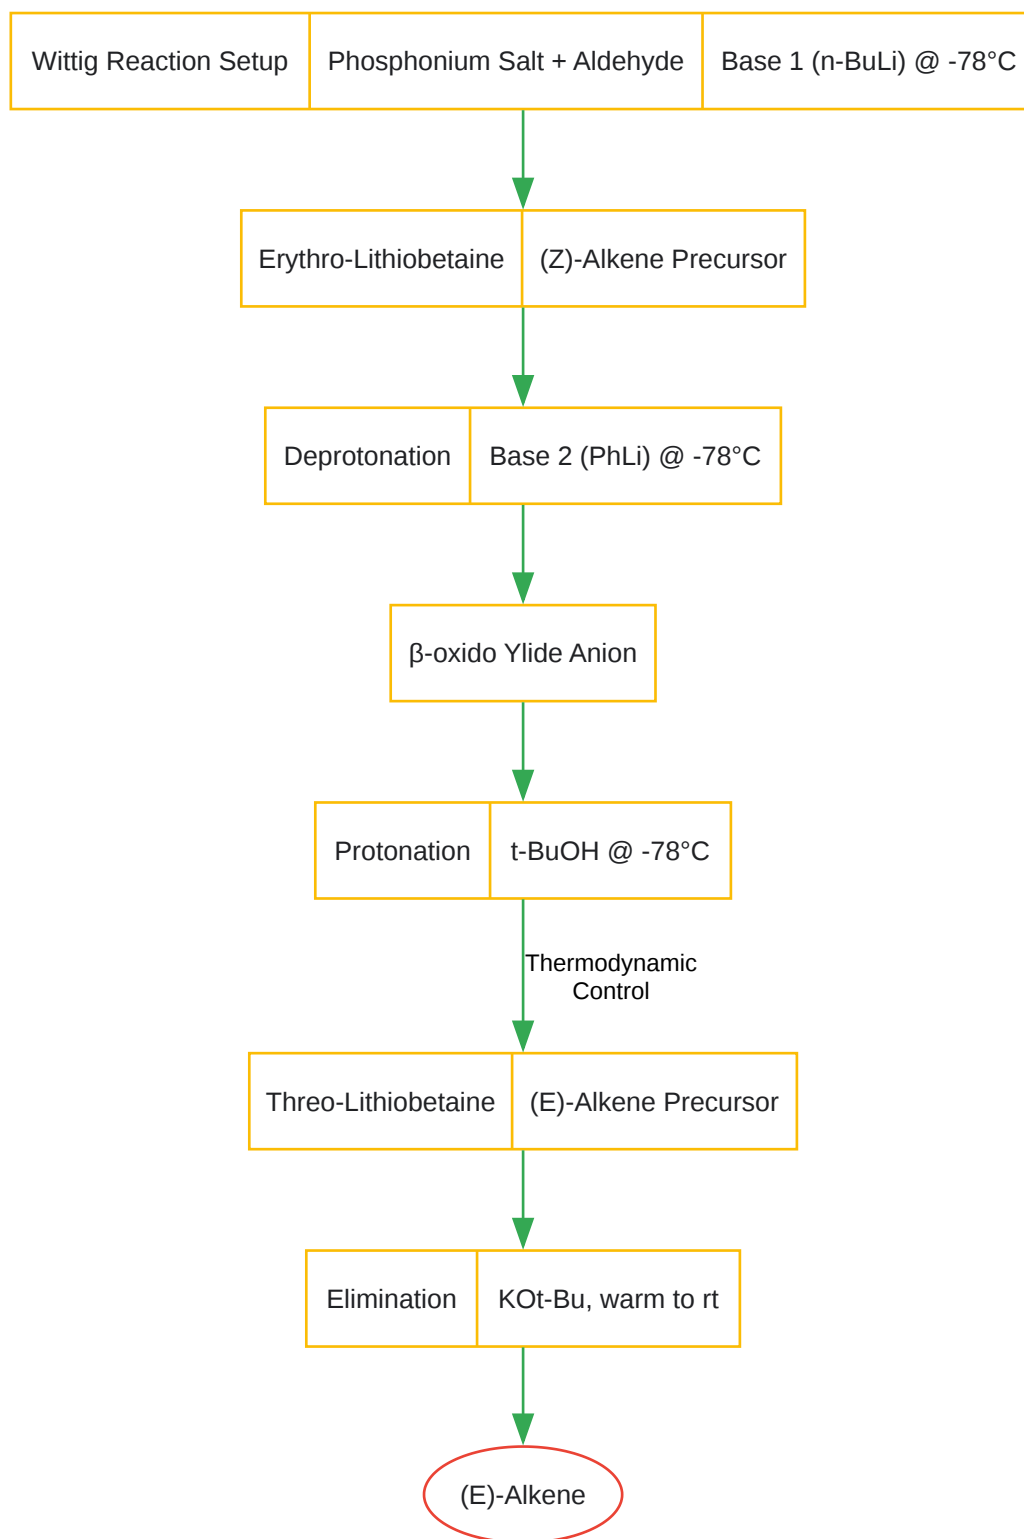 Wittig Reaction Setup
Phosphonium Salt + Aldehyde
Base 1 (n-BuLi) @ -78°C
Erythro-Lithiobetaine
(Z)-Alkene Precursor
Deprotonation
Base 2 (PhLi) @ -78°C
β-oxido Ylide Anion
Protonation
t-BuOH @ -78°C
Thermodynamic
Control
Threo-Lithiobetaine
(E)-Alkene Precursor
Elimination
KOt-Bu, warm to rt
(E)-Alkene